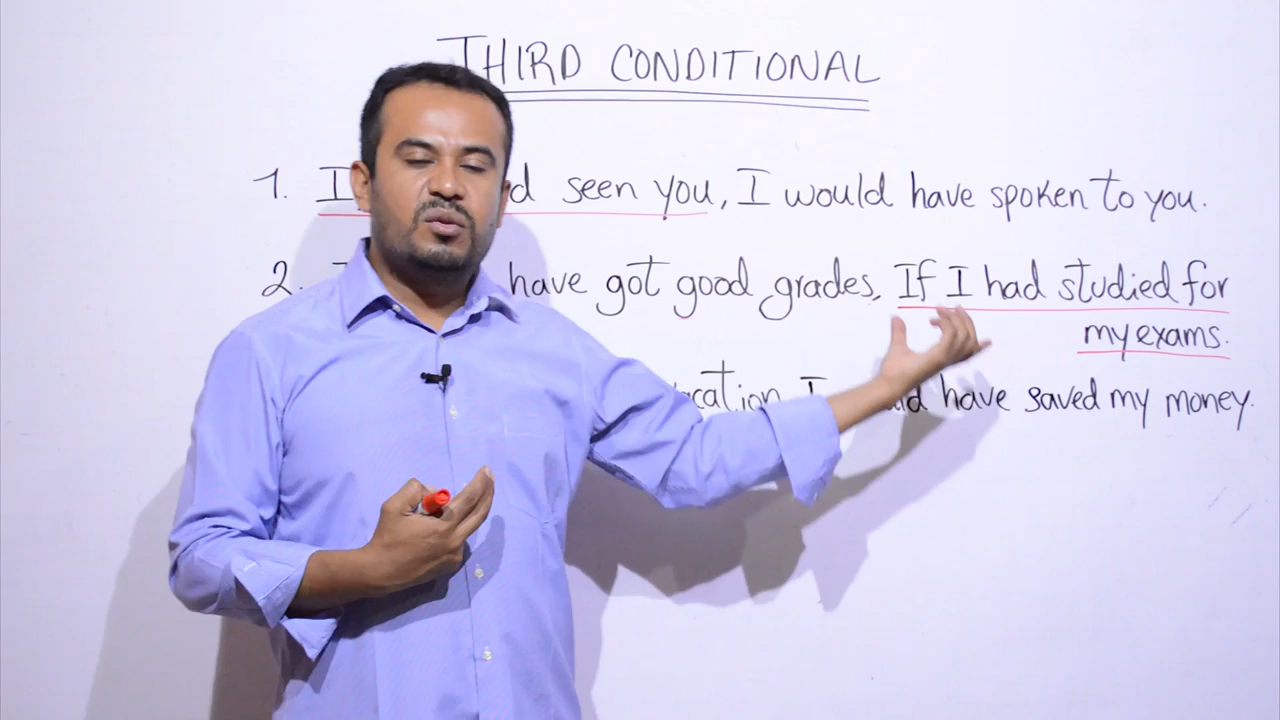 THIRD CONDITIONAL
1. I seen you, I would have spoken to you.
2. have got good grades, If I had studied for
my exams.
have saved my money.